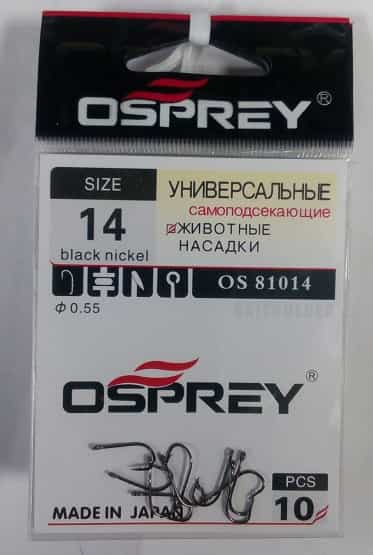 OSPREY®
SIZE
14
black nickel
УНИВЕРСАЛЬНЫЕ
самоподсекающие
ЖИВОТНЫЕ
НАСАДКИ
OS 81014
Ф 0.55
BAITHOLDER
OSPREY®
MADE IN JAPAN
PCS
10